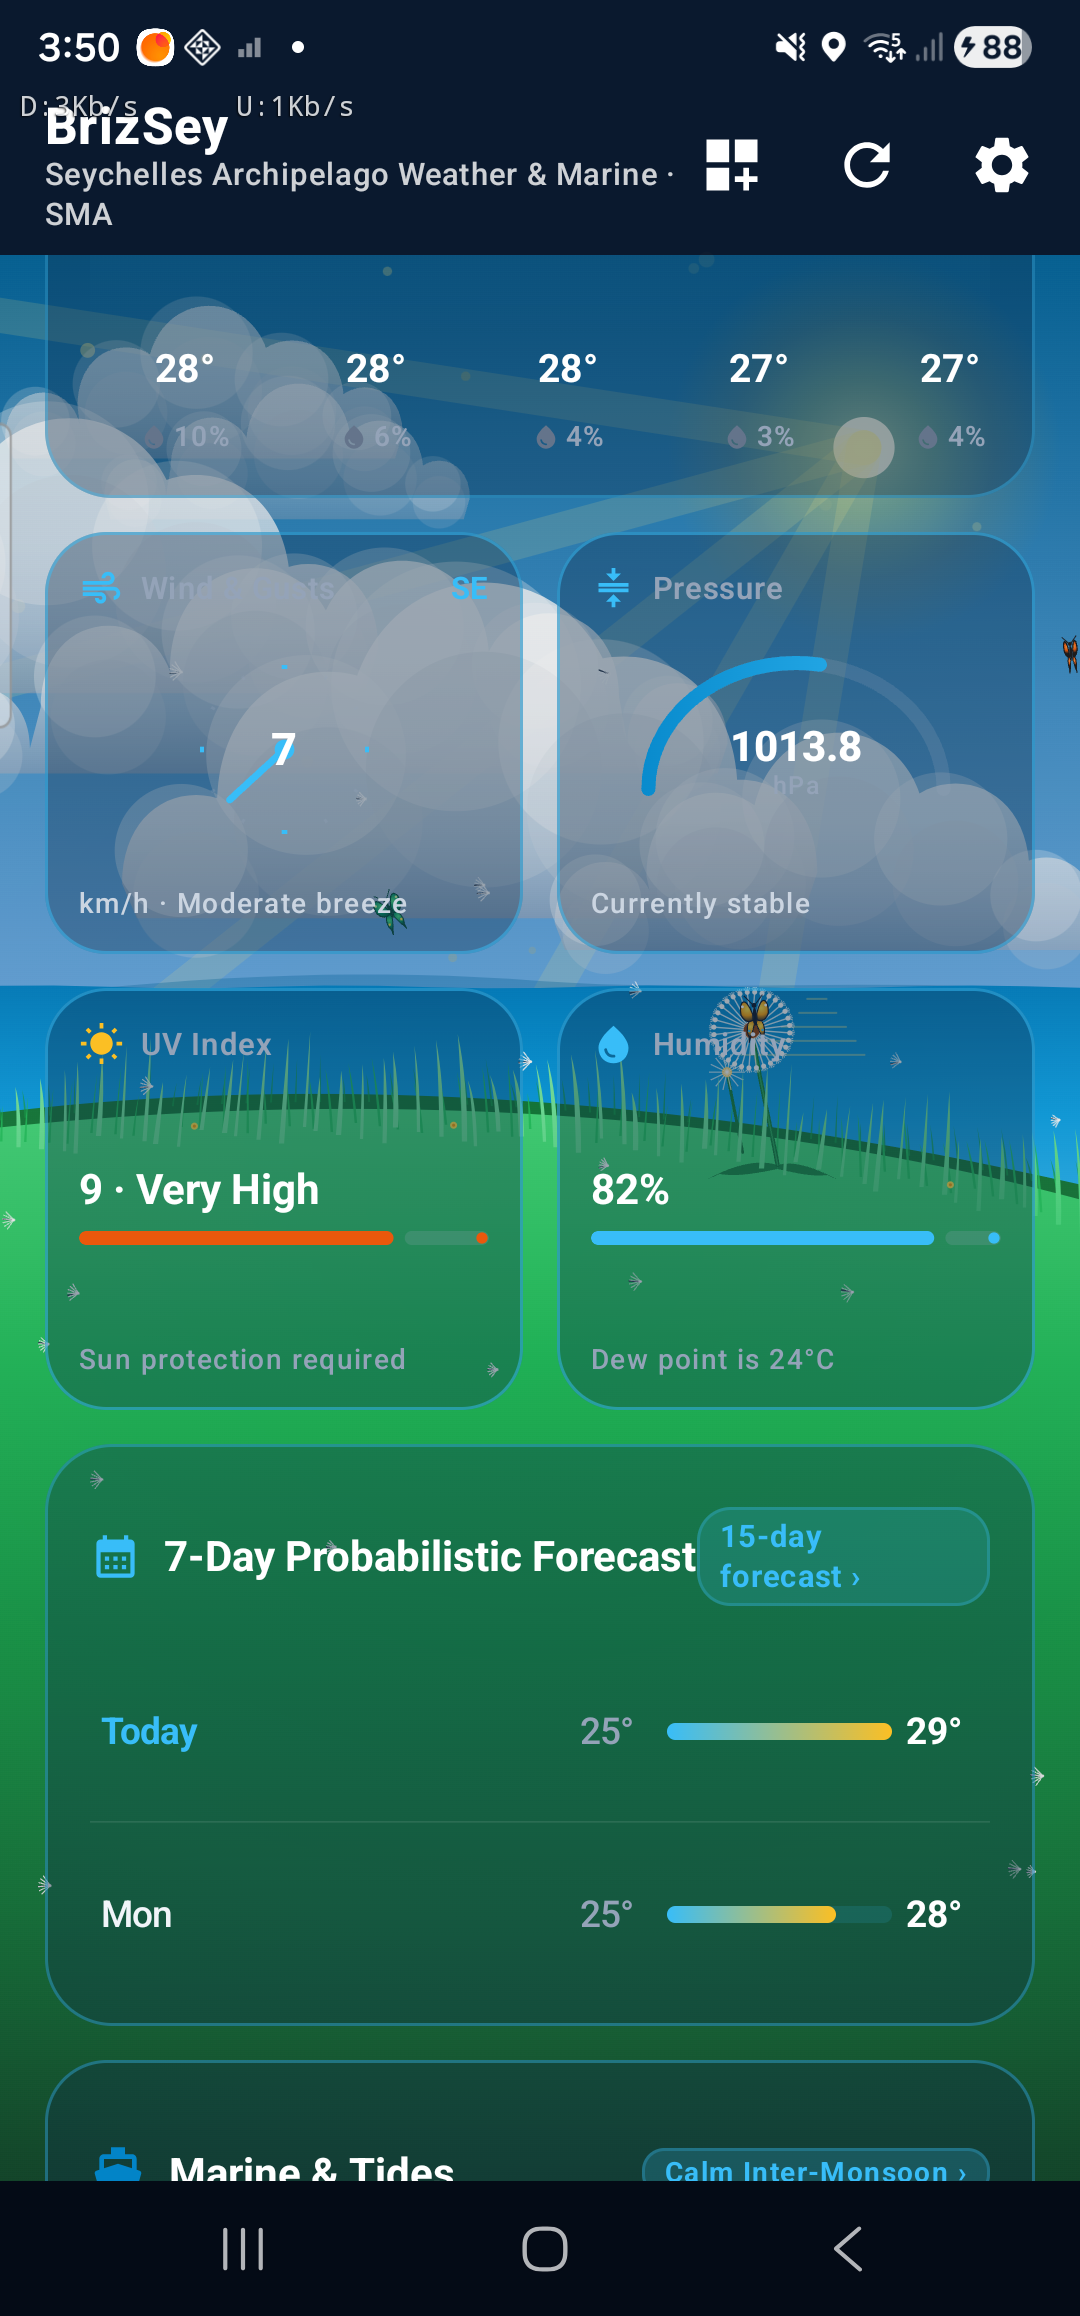 3:50
5
88
D:3Kb/s U:1Kb/s
BrizSey
Seychelles Archipelago Weather & Marine ·
SMA
28° 28° 28° 27° 27°
10% 6% 4% 3% 4%
SE
7
km/h · Moderate breeze
Pressure
1013.8
hPa
Currently stable
UV Index
9 · Very High
Sun protection required
Humidity
82%
Dew point is 24°C
7-Day Probabilistic Forecast
15-day
forecast ›
Today 25° 29°
Mon 25° 28°
Marine & Tides
Calm Inter-Monsoon ›